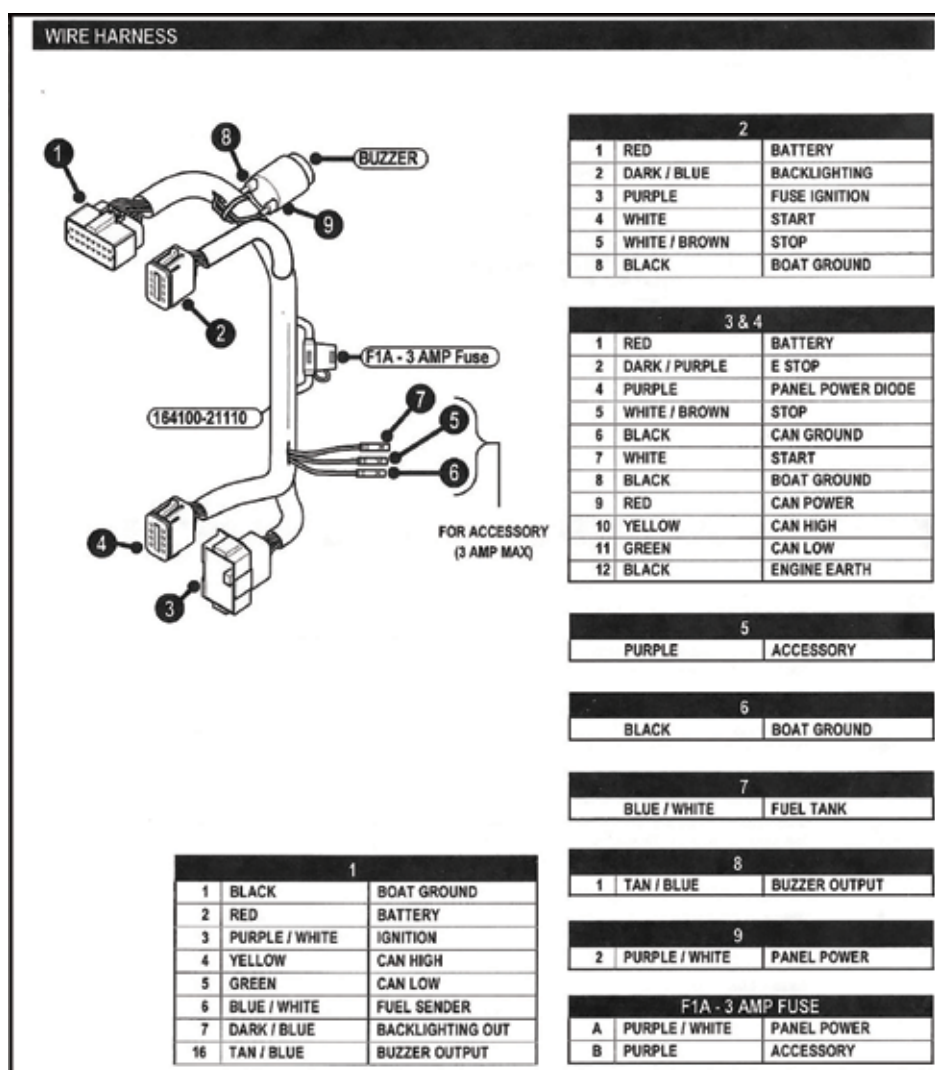 WIRE HARNESS
1
8
BUZZER
9
2
F1A - 3 AMP Fuse
7
164100-21110
5
6
FOR ACCESSORY
(3 AMP MAX)
4
3
2
1 RED BATTERY
2 DARK / BLUE BACKLIGHTING
3 PURPLE FUSE IGNITION
4 WHITE START
5 WHITE / BROWN STOP
8 BLACK BOAT GROUND
3 & 4
1 RED BATTERY
2 DARK / PURPLE E STOP
4 PURPLE PANEL POWER DIODE
5 WHITE / BROWN STOP
6 BLACK CAN GROUND
7 WHITE START
8 BLACK BOAT GROUND
9 RED CAN POWER
10 YELLOW CAN HIGH
11 GREEN CAN LOW
12 BLACK ENGINE EARTH
5
PURPLE ACCESSORY
6
BLACK BOAT GROUND
7
BLUE / WHITE FUEL TANK
1
1 BLACK BOAT GROUND
2 RED BATTERY
3 PURPLE / WHITE IGNITION
4 YELLOW CAN HIGH
5 GREEN CAN LOW
6 BLUE / WHITE FUEL SENDER
7 DARK / BLUE BACKLIGHTING OUT
16 TAN / BLUE BUZZER OUTPUT
8
1 TAN / BLUE BUZZER OUTPUT
9
2 PURPLE / WHITE PANEL POWER
F1A - 3 AMP FUSE
A PURPLE / WHITE PANEL POWER
B PURPLE ACCESSORY